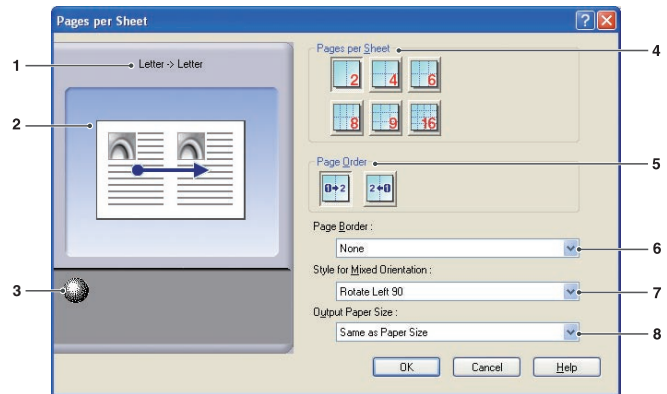 Pages per Sheet
Letter -> Letter
1
2
3
Pages per Sheet
2 4 6
8 9 16
4
Page Order
1→2 2←1
5
Page Border :
None
6
Style for Mixed Orientation :
Rotate Left 90
7
Output Paper Size :
Same as Paper Size
8
OK Cancel Help